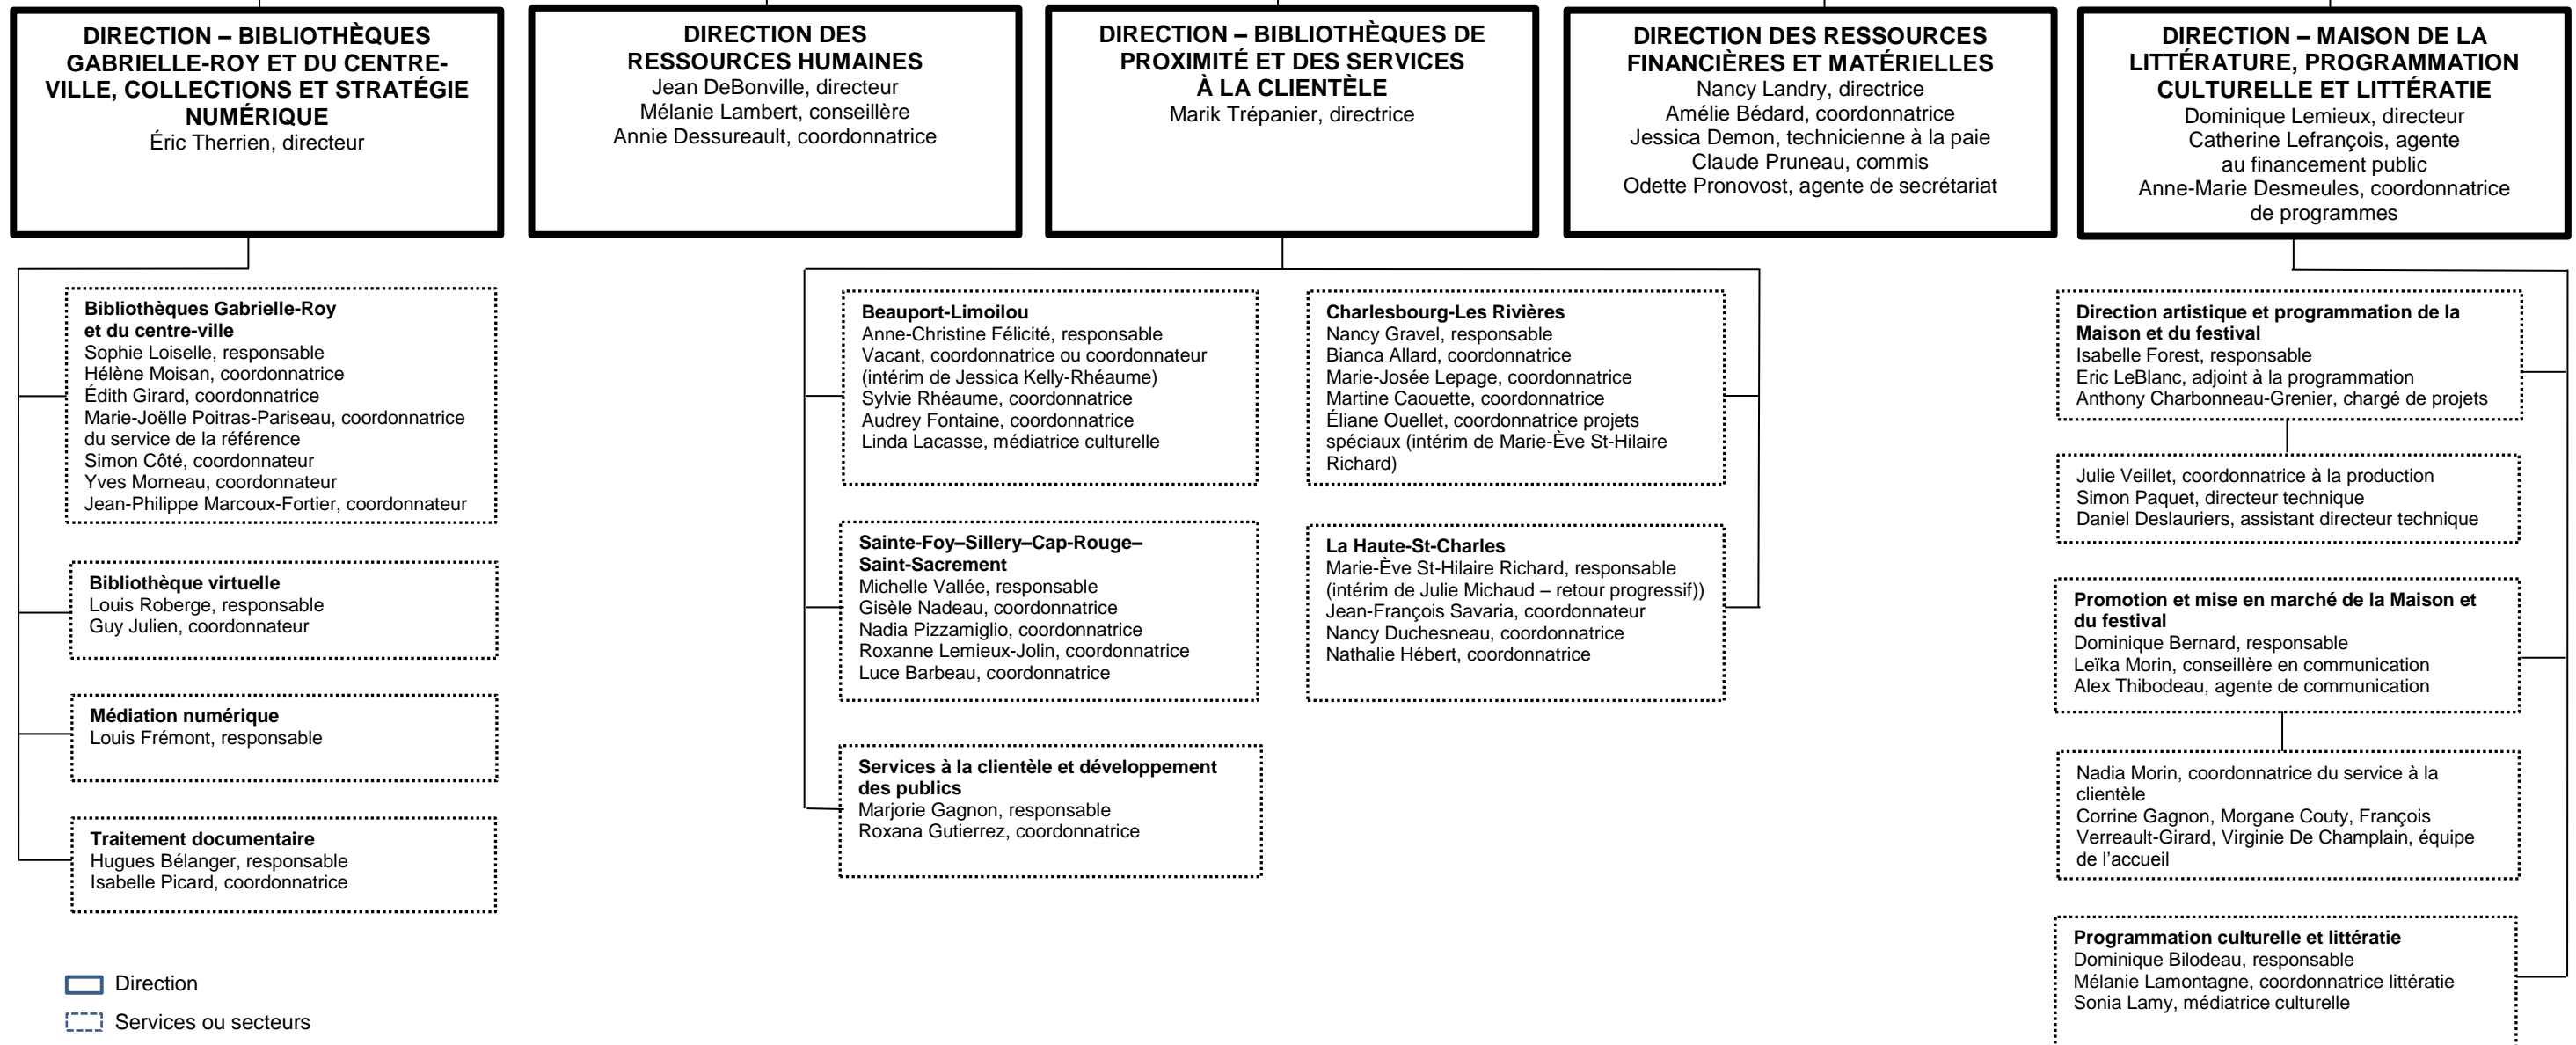 DIRECTION – BIBLIOTHÈQUES
GABRIELLE-ROY ET DU CENTRE-
VILLE, COLLECTIONS ET STRATÉGIE
NUMÉRIQUE
Éric Therrien, directeur
DIRECTION DES
RESSOURCES HUMAINES
Jean DeBonville, directeur
Mélanie Lambert, conseillère
Annie Dessureault, coordonnatrice
DIRECTION – BIBLIOTHÈQUES DE
PROXIMITÉ ET DES SERVICES
À LA CLIENTÈLE
Marik Trépanier, directrice
DIRECTION DES RESSOURCES
FINANCIÈRES ET MATÉRIELLES
Nancy Landry, directrice
Amélie Bédard, coordonnatrice
Jessica Demon, technicienne à la paie
Claude Pruneau, commis
Odette Pronovost, agente de secrétariat
DIRECTION – MAISON DE LA
LITTÉRATURE, PROGRAMMATION
CULTURELLE ET LITTÉRATIE
Dominique Lemieux, directeur
Catherine Lefrançois, agente
au financement public
Anne-Marie Desmeules, coordonnatrice
de programmes
Bibliothèques Gabrielle-Roy
et du centre-ville
Sophie Loiselle, responsable
Hélène Moisan, coordonnatrice
Édith Girard, coordonnatrice
Marie-Joëlle Poitras-Pariseau, coordonnatrice
du service de la référence
Simon Côté, coordonnateur
Yves Morneau, coordonnateur
Jean-Philippe Marcoux-Fortier, coordonnateur
Bibliothèque virtuelle
Louis Roberge, responsable
Guy Julien, coordonnateur
Médiation numérique
Louis Frémont, responsable
Traitement documentaire
Hugues Bélanger, responsable
Isabelle Picard, coordonnatrice
Beauport-Limoilou
Anne-Christine Félicité, responsable
Vacant, coordonnatrice ou coordonnateur
(intérim de Jessica Kelly-Rhéaume)
Sylvie Rhéaume, coordonnatrice
Audrey Fontaine, coordonnatrice
Linda Lacasse, médiatrice culturelle
Sainte-Foy–Sillery–Cap-Rouge–
Saint-Sacrement
Michelle Vallée, responsable
Gisèle Nadeau, coordonnatrice
Nadia Pizzamiglio, coordonnatrice
Roxanne Lemieux-Jolin, coordonnatrice
Luce Barbeau, coordonnatrice
Services à la clientèle et développement
des publics
Marjorie Gagnon, responsable
Roxana Gutierrez, coordonnatrice
Charlesbourg-Les Rivières
Nancy Gravel, responsable
Bianca Allard, coordonnatrice
Marie-Josée Lepage, coordonnatrice
Martine Caouette, coordonnatrice
Éliane Ouellet, coordonnatrice projets
spéciaux (intérim de Marie-Ève St-Hilaire
Richard)
La Haute-St-Charles
Marie-Ève St-Hilaire Richard, responsable
(intérim de Julie Michaud – retour progressif))
Jean-François Savaria, coordonnateur
Nancy Duchesneau, coordonnatrice
Nathalie Hébert, coordonnatrice
Direction artistique et programmation de la
Maison et du festival
Isabelle Forest, responsable
Eric LeBlanc, adjoint à la programmation
Anthony Charbonneau-Grenier, chargé de projets
Julie Veillet, coordonnatrice à la production
Simon Paquet, directeur technique
Daniel Deslauriers, assistant directeur technique
Promotion et mise en marché de la Maison et
du festival
Dominique Bernard, responsable
Leïka Morin, conseillère en communication
Alex Thibodeau, agente de communication
Nadia Morin, coordonnatrice du service à la
clientèle
Corrine Gagnon, Morgane Couty, François
Verreault-Girard, Virginie De Champlain, équipe
de l'accueil
Programmation culturelle et littératie
Dominique Bilodeau, responsable
Mélanie Lamontagne, coordonnatrice littératie
Sonia Lamy, médiatrice culturelle
Direction
Services ou secteurs